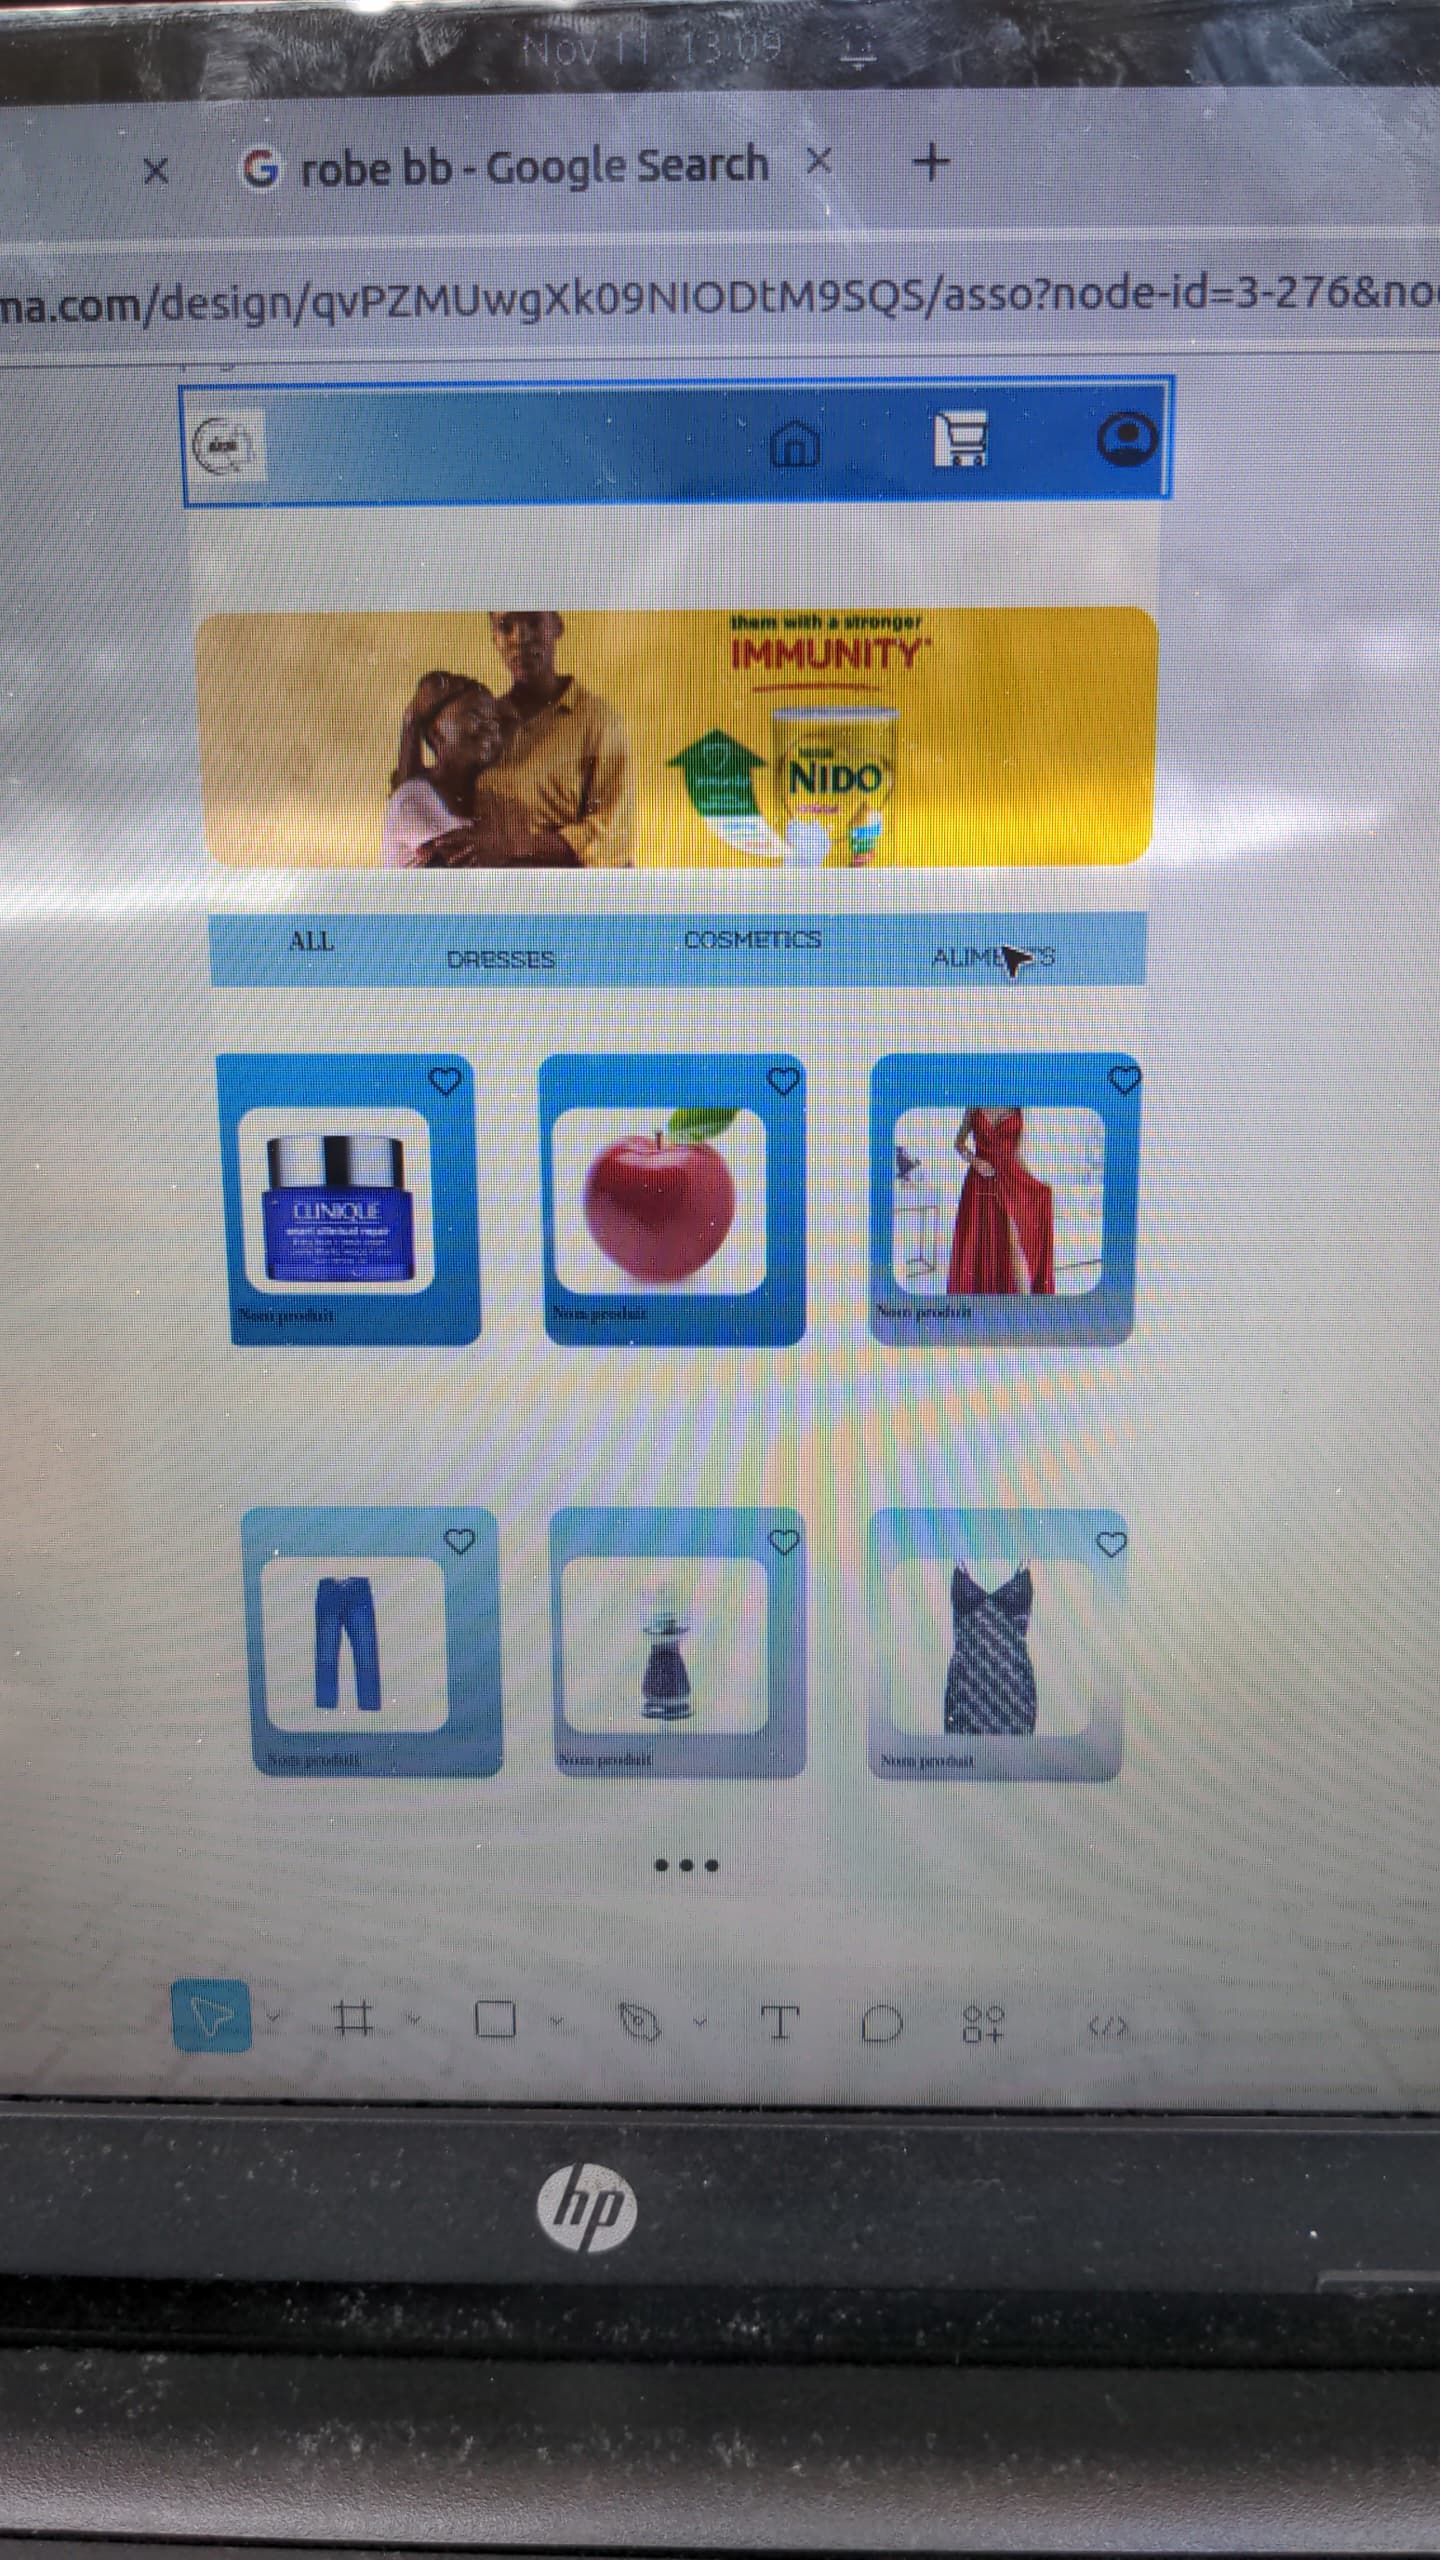 Nov 11 13:09
robe bb - Google Search
ma.com/design/qvPZMUwgXk09NIODtM9SQS/asso?node-id=3-276&no
them with a stronger
IMMUNITY*
NIDO
ALL DRESSES COSMETICS ALIMENTS
CLINIQUE
Nom produit Nom produit Nom produit
Nom produit Nom produit Nom produit
hp